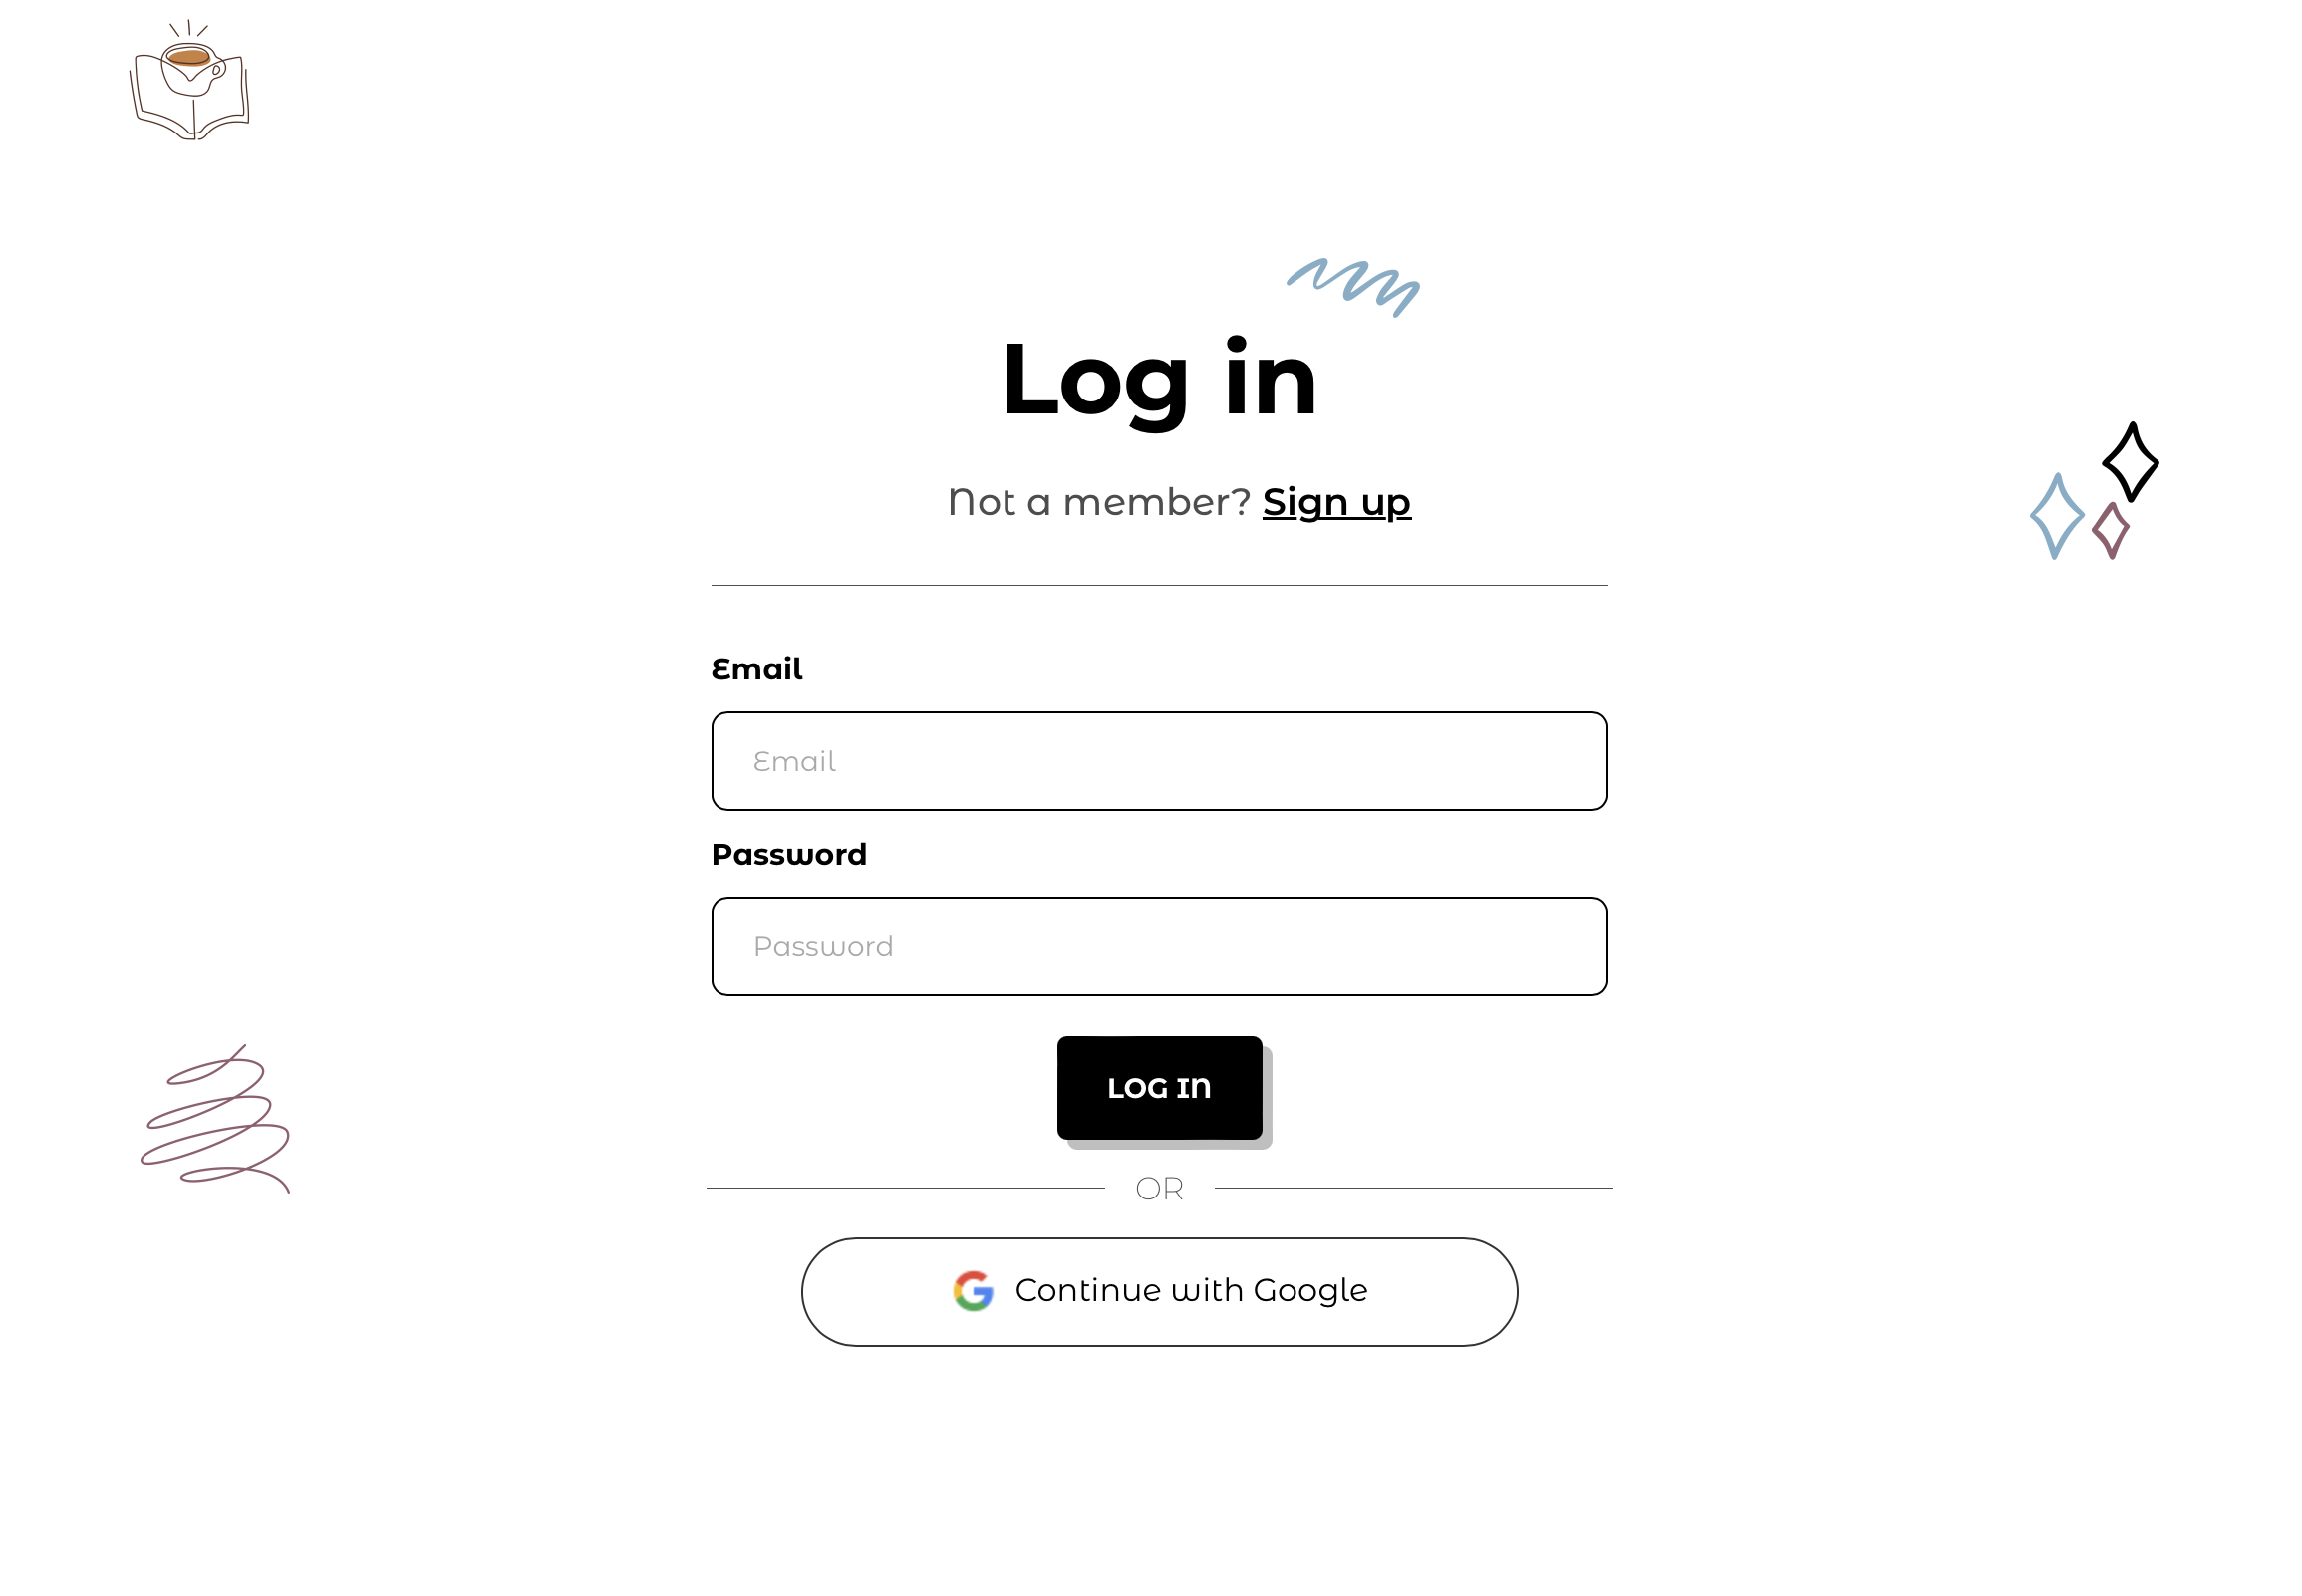 Log in
Not a member? Sign up
Email
Email
Password
Password
LOG IN
OR
Continue with Google